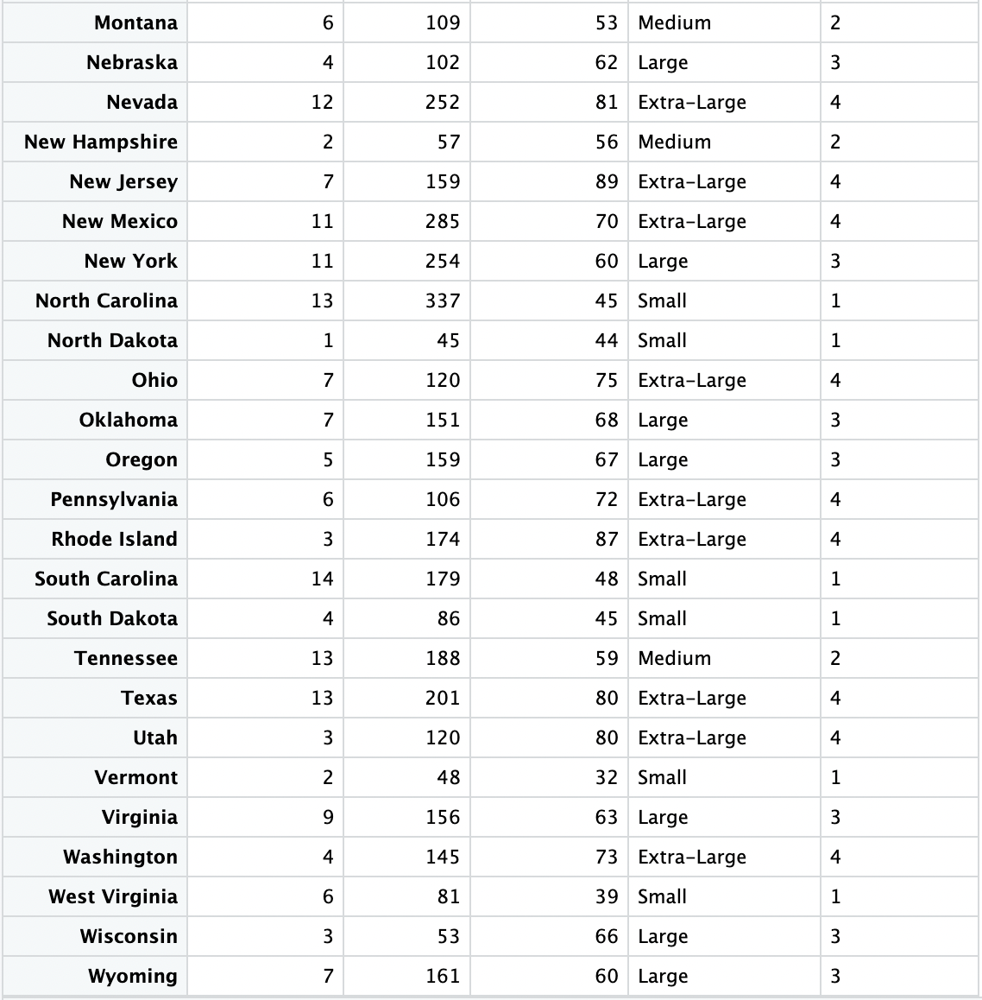 Montana 6 109 53 Medium 2
Nebraska 4 102 62 Large 3
Nevada 12 252 81 Extra-Large 4
New Hampshire 2 57 56 Medium 2
New Jersey 7 159 89 Extra-Large 4
New Mexico 11 285 70 Extra-Large 4
New York 11 254 60 Large 3
North Carolina 13 337 45 Small 1
North Dakota 1 45 44 Small 1
Ohio 7 120 75 Extra-Large 4
Oklahoma 7 151 68 Large 3
Oregon 5 159 67 Large 3
Pennsylvania 6 106 72 Extra-Large 4
Rhode Island 3 174 87 Extra-Large 4
South Carolina 14 179 48 Small 1
South Dakota 4 86 45 Small 1
Tennessee 13 188 59 Medium 2
Texas 13 201 80 Extra-Large 4
Utah 3 120 80 Extra-Large 4
Vermont 2 48 32 Small 1
Virginia 9 156 63 Large 3
Washington 4 145 73 Extra-Large 4
West Virginia 6 81 39 Small 1
Wisconsin 3 53 66 Large 3
Wyoming 7 161 60 Large 3